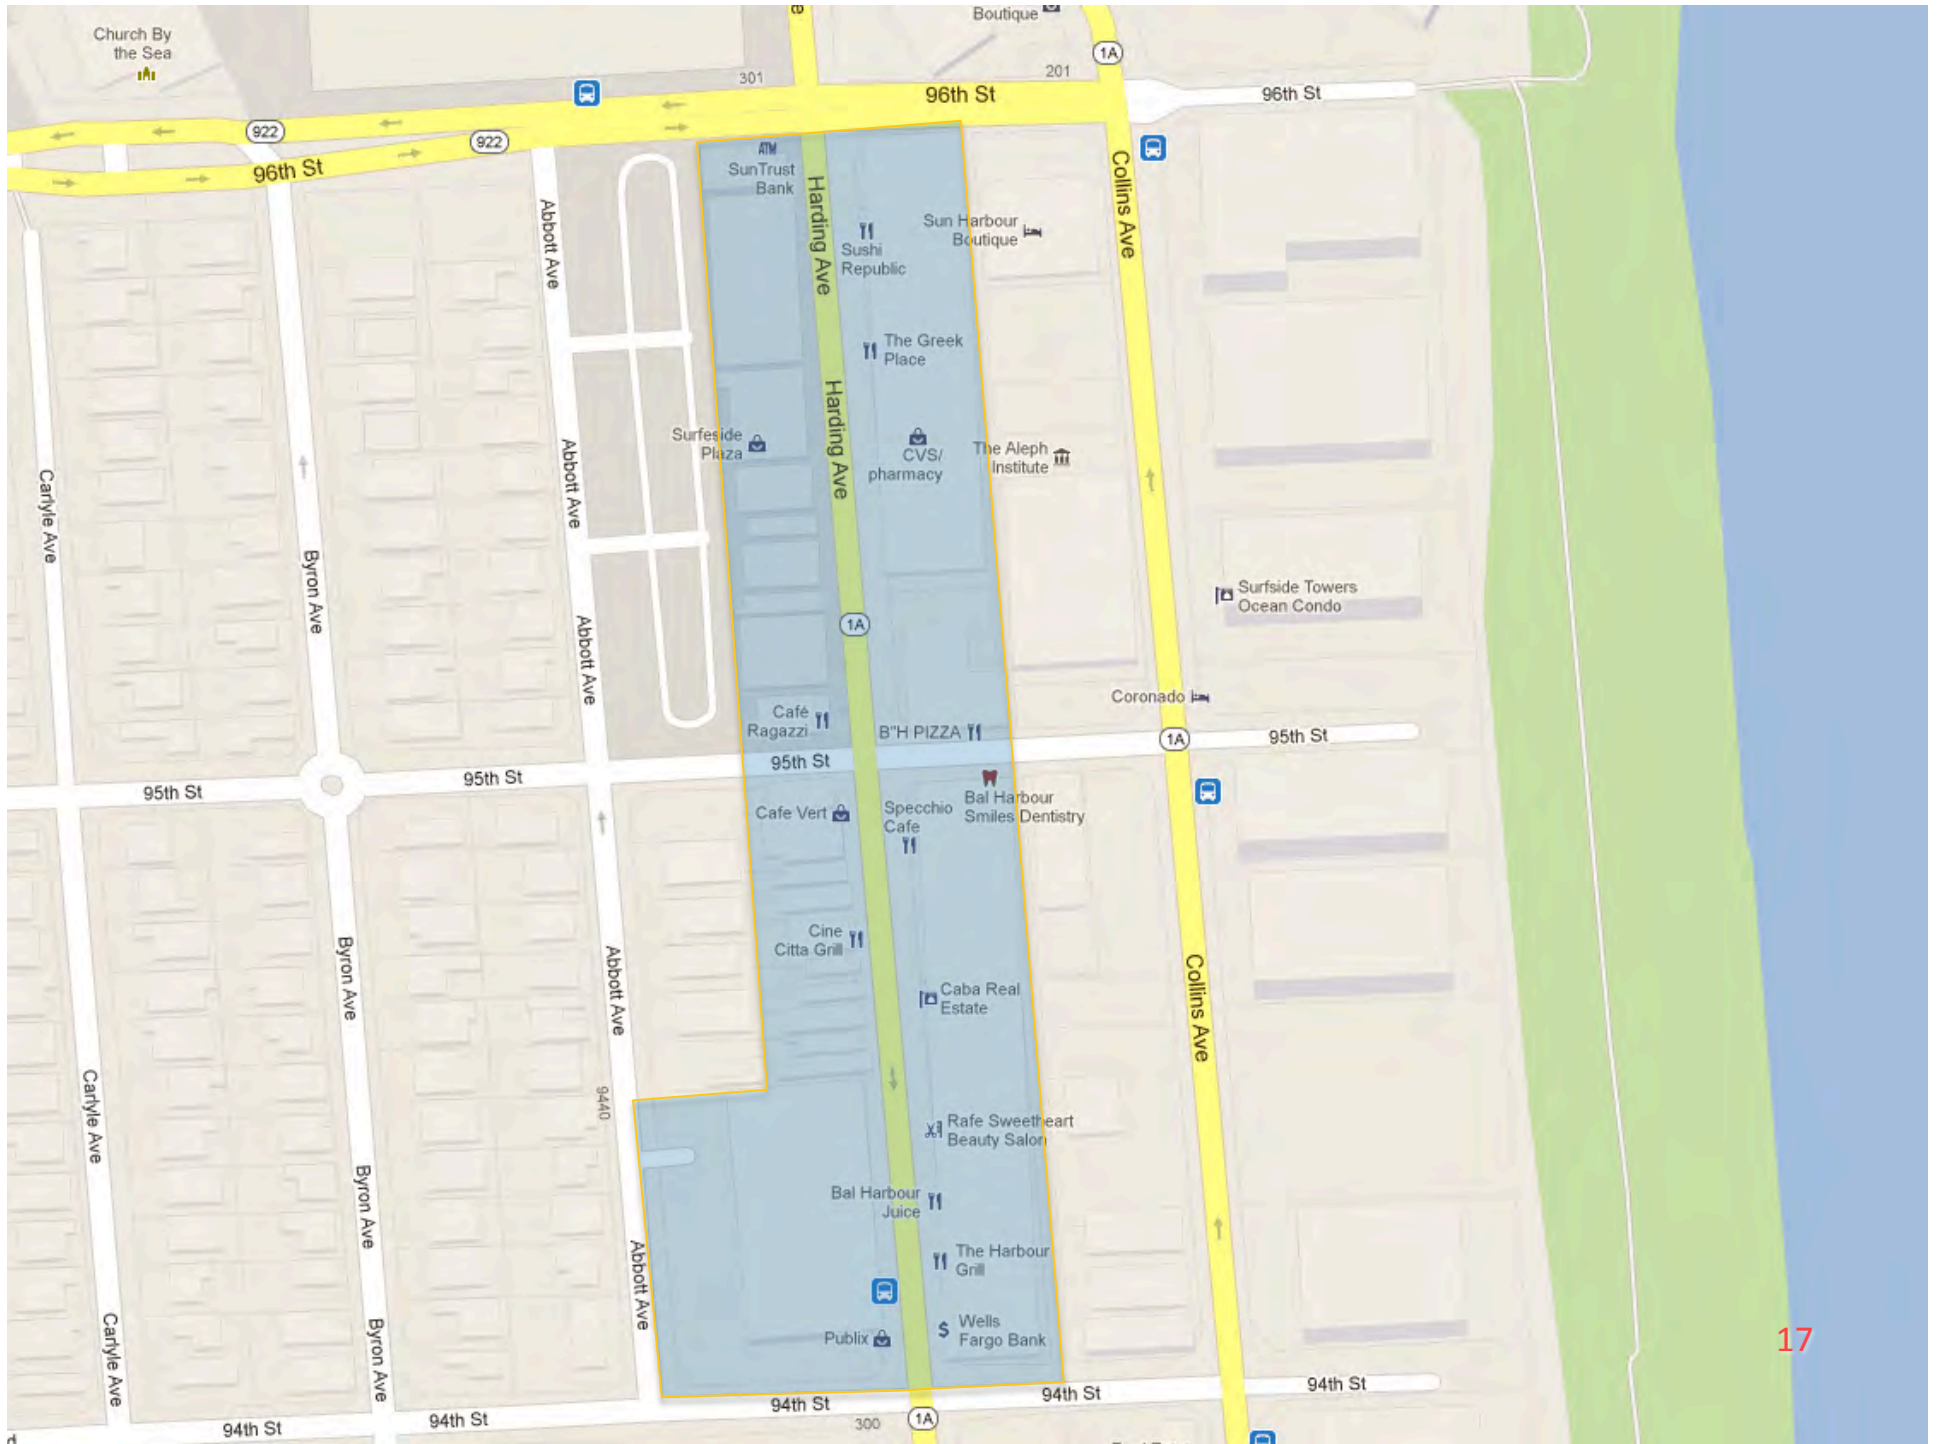 Church By
the Sea
Boutique
1A
301
201
96th St
96th St
922
922
96th St
ATM
SunTrust
Bank
Harding Ave
Collins Ave
Abbott Ave
Sushi
Republic
Sun Harbour
Boutique
The Greek
Place
Harding Ave
Surfeside
Plaza
CVS/
pharmacy
The Aleph
Institute
Abbott Ave
Carlyle Ave
Byron Ave
Surfside Towers
Ocean Condo
1A
Abbott Ave
Coronado
Café
Ragazzi
B"H PIZZA
1A
95th St
95th St
95th St
95th St
Cafe Vert
Specchio
Cafe
Bal Harbour
Smiles Dentistry
Cine
Citta Grill
Byron Ave
Abbott Ave
Collins Ave
Caba Real
Estate
Carlyle Ave
9440
Rafe Sweetheart
Beauty Salon
Byron Ave
Bal Harbour
Juice
The Harbour
Grill
Abbott Ave
Carlyle Ave
Byron Ave
Publix
$
Wells
Fargo Bank
17
94th St
94th St
94th St
94th St
94th St
300
1A